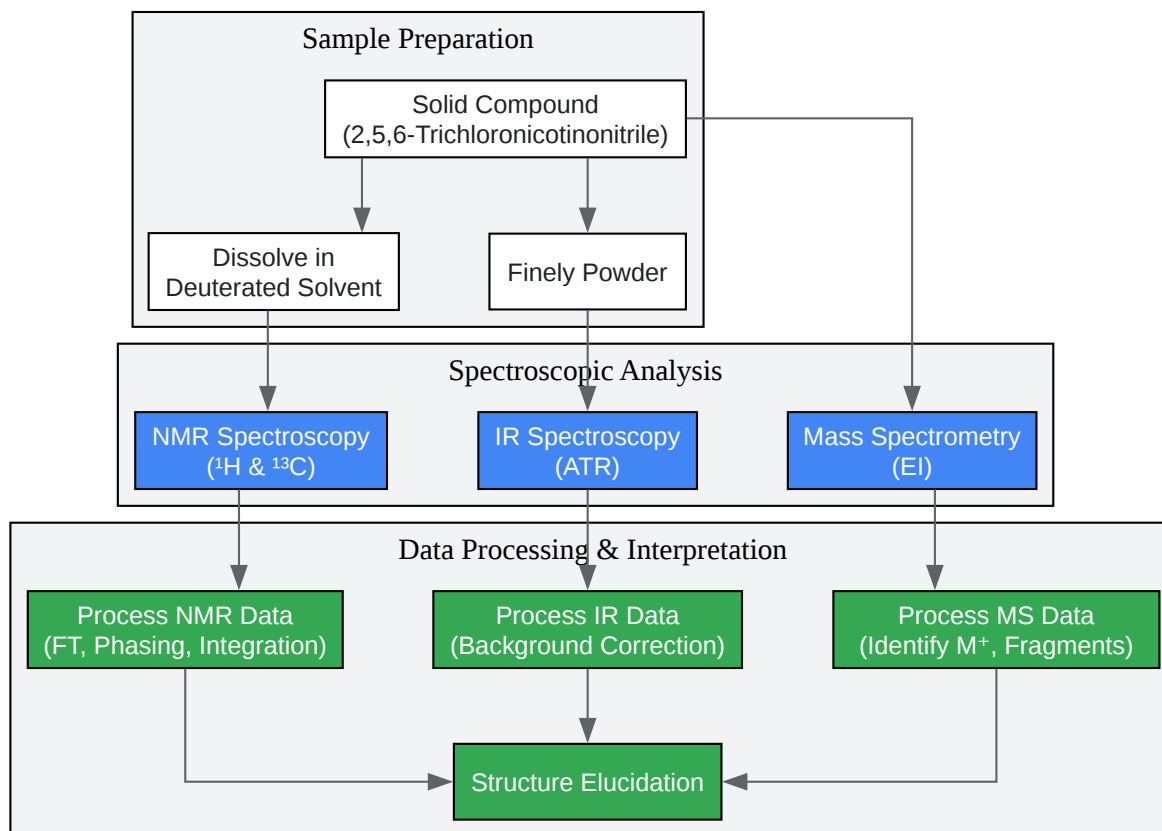 Sample Preparation
Solid Compound
(2,5,6-Trichloronicotinonitrile)
Dissolve in
Deuterated Solvent
Finely Powder
Spectroscopic Analysis
NMR Spectroscopy
(¹H & ¹³C)
IR Spectroscopy
(ATR)
Mass Spectrometry
(EI)
Data Processing & Interpretation
Process NMR Data
(FT, Phasing, Integration)
Process IR Data
(Background Correction)
Process MS Data
(Identify M⁺, Fragments)
Structure Elucidation